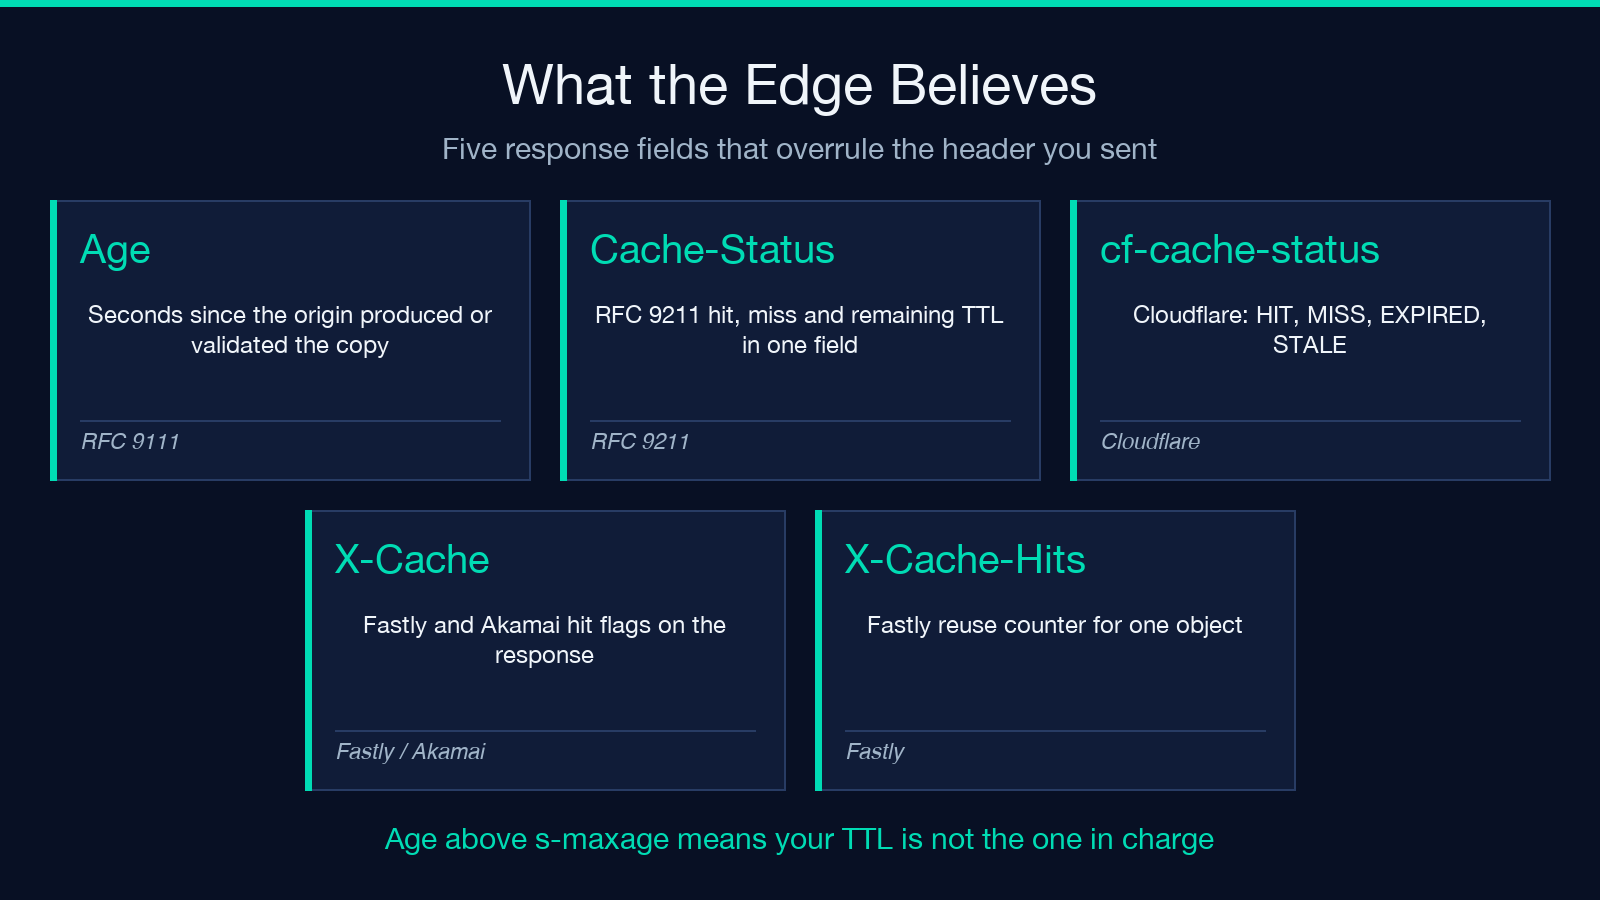 What the Edge Believes
Five response fields that overrule the header you sent
Age
Seconds since the origin produced or
validated the copy
RFC 9111
Cache-Status
RFC 9211 hit, miss and remaining TTL
in one field
RFC 9211
cf-cache-status
Cloudflare: HIT, MISS, EXPIRED,
STALE
Cloudflare
X-Cache
Fastly and Akamai hit flags on the
response
Fastly / Akamai
X-Cache-Hits
Fastly reuse counter for one object
Fastly
Age above s-maxage means your TTL is not the one in charge